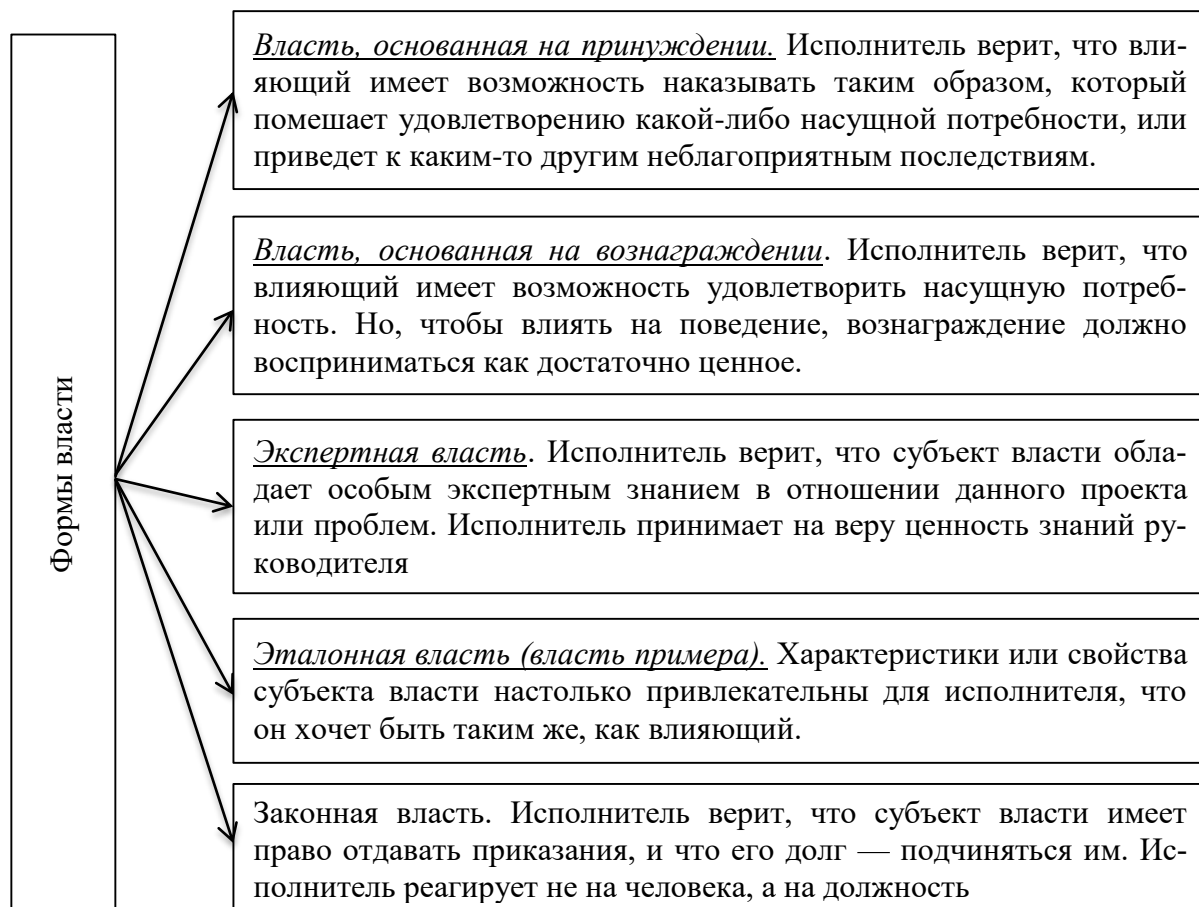 Формы власти
Власть, основанная на принуждении. Исполнитель верит, что вли-
яющий имеет возможность наказывать таким образом, который
помешает удовлетворению какой-либо насущной потребности, или
приведет к каким-то другим неблагоприятным последствиям.
Власть, основанная на вознаграждении. Исполнитель верит, что
влияющий имеет возможность удовлетворить насущную потреб-
ность. Но, чтобы влиять на поведение, вознаграждение должно
восприниматься как достаточно ценное.
Экспертная власть. Исполнитель верит, что субъект власти обла-
дает особым экспертным знанием в отношении данного проекта
или проблем. Исполнитель принимает на веру ценность знаний ру-
ководителя
Эталонная власть (власть примера). Характеристики или свойства
субъекта власти настолько привлекательны для исполнителя, что
он хочет быть таким же, как влияющий.
Законная власть. Исполнитель верит, что субъект власти имеет
право отдавать приказания, и что его долг — подчиняться им. Ис-
полнитель реагирует не на человека, а на должность